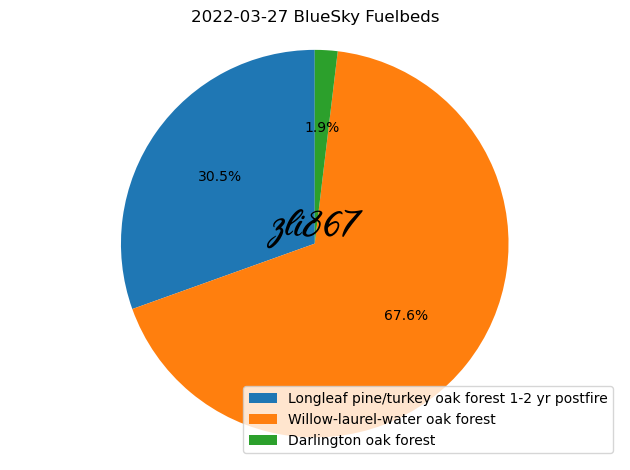 2022-03-27 BlueSky Fuelbeds
1.9%
30.5%
zli867
67.6%
Longleaf pine/turkey oak forest 1-2 yr postfire
Willow-laurel-water oak forest
Darlington oak forest